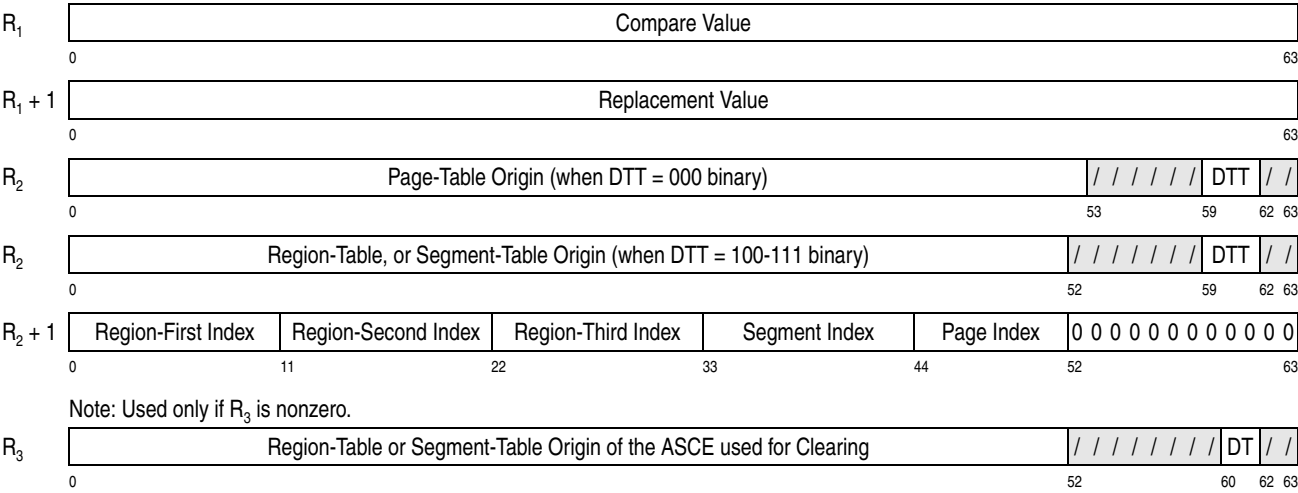 R1 Compare Value
0 63
R1 + 1 Replacement Value
0 63
R2 Page-Table Origin (when DTT = 000 binary) / / / / / / DTT / /
0 53 59 62 63
R2 Region-Table, or Segment-Table Origin (when DTT = 100-111 binary) / / / / / / / DTT / /
0 52 59 62 63
R2 + 1 Region-First Index Region-Second Index Region-Third Index Segment Index Page Index 0 0 0 0 0 0 0 0 0 0 0 0
0 11 22 33 44 52 63
Note: Used only if R3 is nonzero.
R3 Region-Table or Segment-Table Origin of the ASCE used for Clearing / / / / / / / / DT / /
0 52 60 62 63